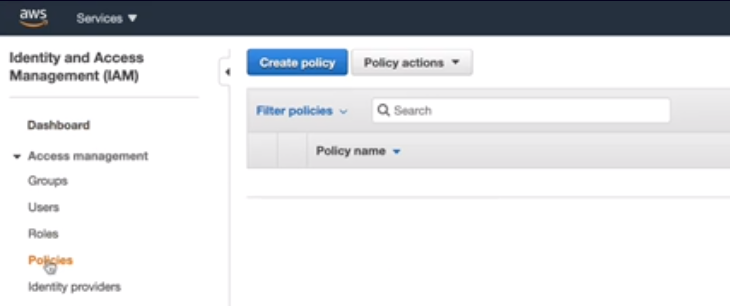 aws Services
Identity and Access
Management (IAM)
Dashboard
Access management
Groups
Users
Roles
Policies
Identity providers
Create policy Policy actions
Filter policies Search
Policy name